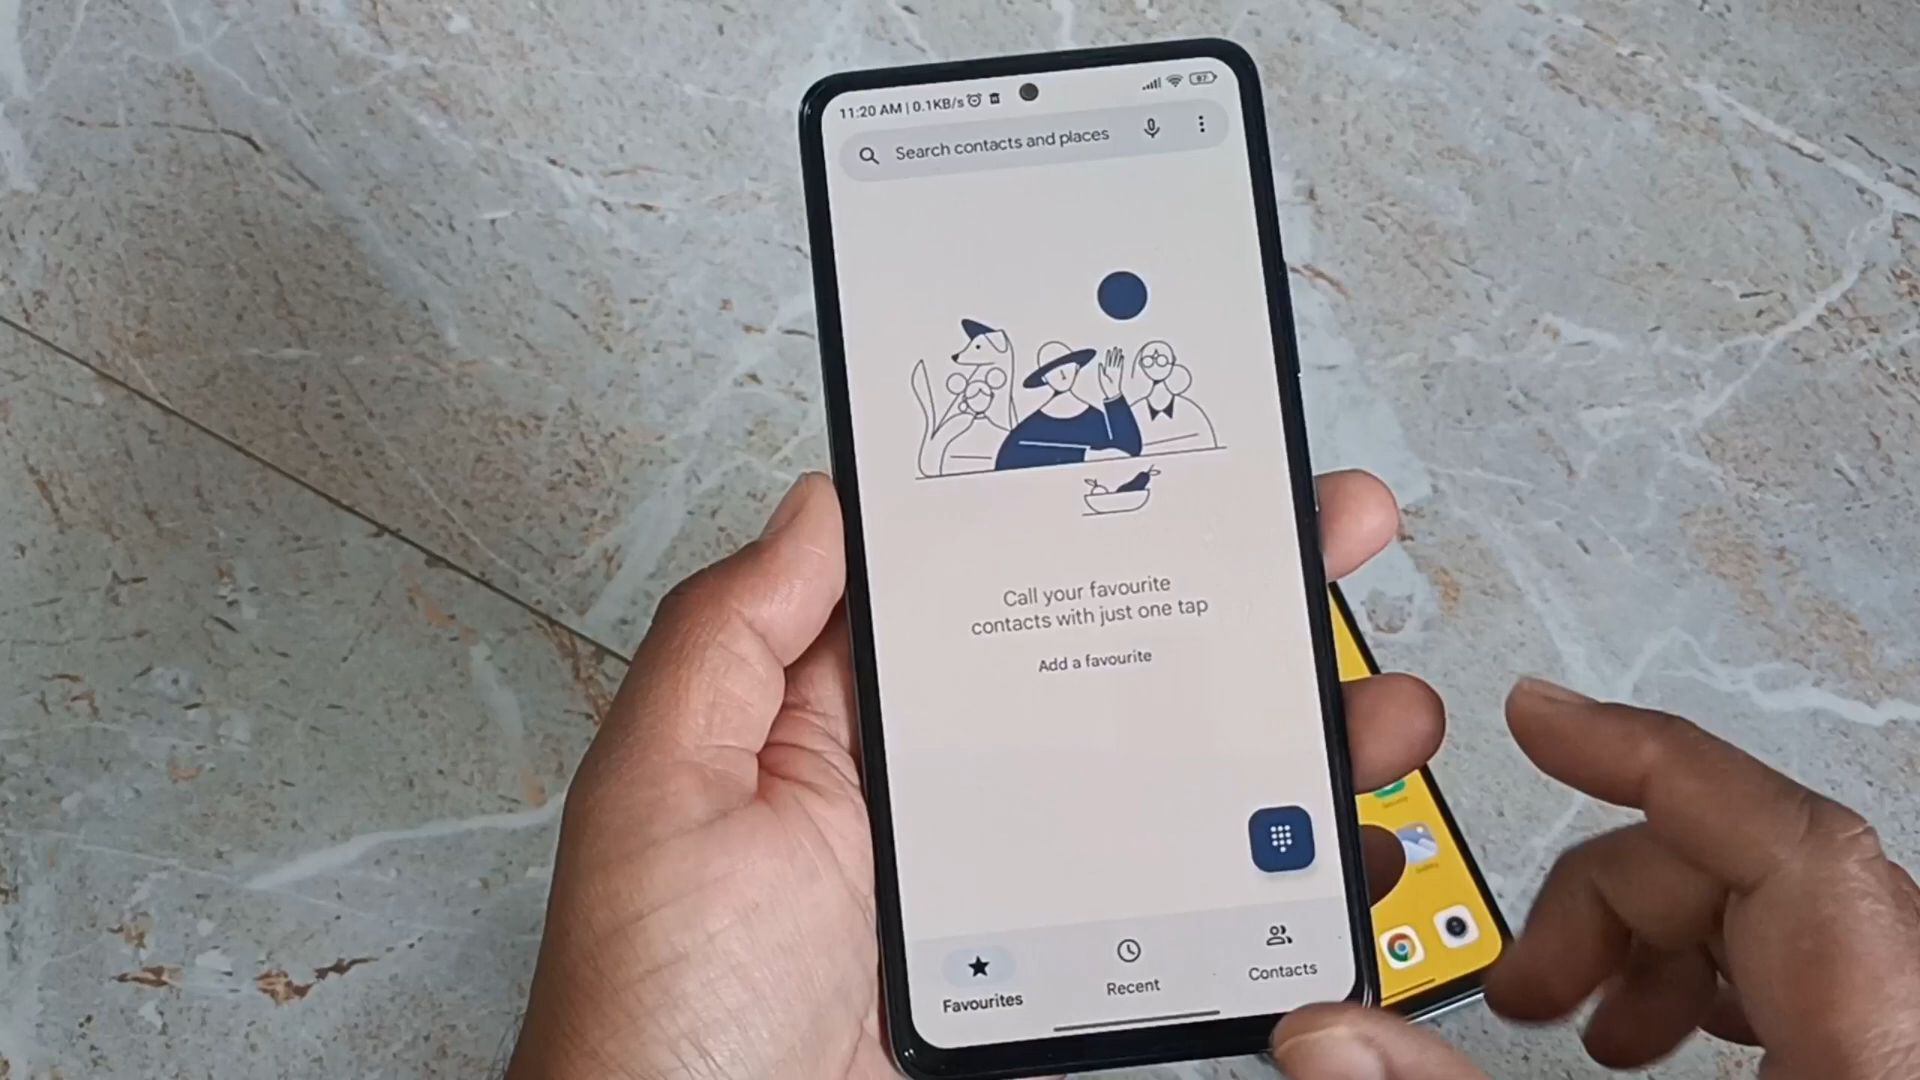 11:20 AM | 0.1KB/s
97
Search contacts and places
Call your favourite
contacts with just one tap
Add a favourite
Favourites
Recent
Contacts